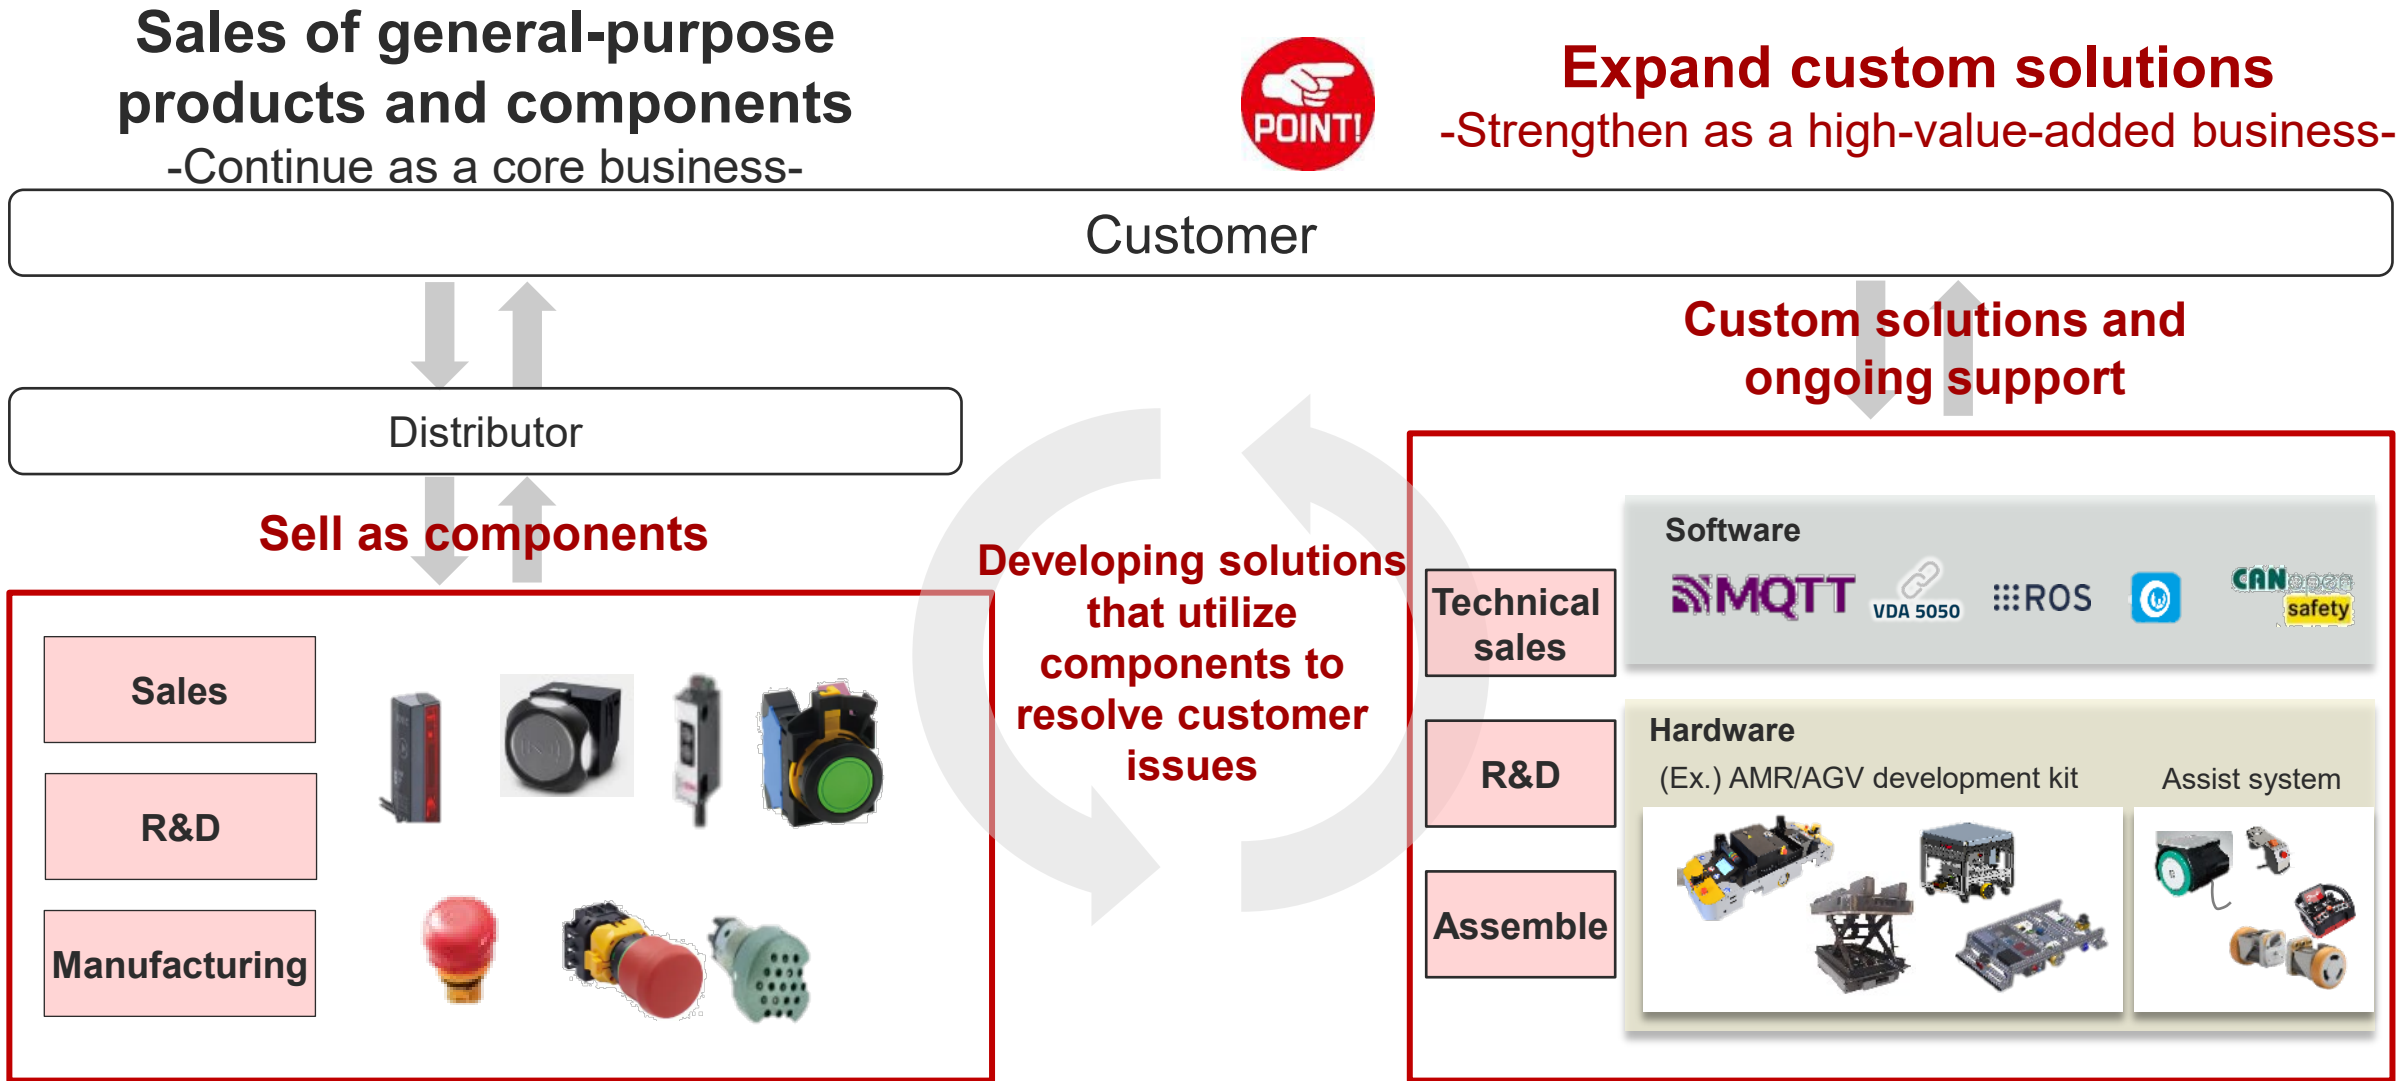 Sales of general-purpose
products and components
-Continue as a core business-
POINT!
Expand custom solutions
-Strengthen as a high-value-added business-
Customer
Distributor
Sell as components
Sales
R&D
Manufacturing
Developing solutions
that utilize
components to
resolve customer
issues
Custom solutions and
ongoing support
Technical
sales
R&D
Assemble
Software
MQTT
VDA 5050
ROS
CANopen
safety
Hardware
(Ex.) AMR/AGV development kit
Assist system